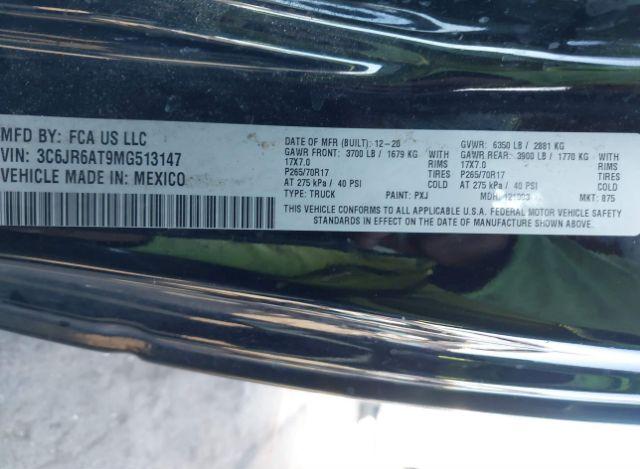 MFD BY: FCA US LLC
VIN: 3C6JR6AT9MG513147
VEHICLE MADE IN: MEXICO
DATE OF MFR (BUILT): 12-20 GVWR: 6350 LB / 2881 KG
GAWR FRONT: 3700 LB / 1679 KG WITH GAWR REAR: 3900 LB / 1770 KG WITH
17X7.0 RIMS 17X7.0 RIMS
P265/70R17 TIRES P265/70R17 TIRES
AT 275 kPa / 40 PSI AT 275 kPa / 40 PSI
TYPE: TRUCK PAINT: PXJ MDH: MKT: 875
THIS VEHICLE CONFORMS TO ALL APPLICABLE U.S.A. FEDERAL MOTOR VEHICLE SAFETY
STANDARDS IN EFFECT ON THE DATE OF MANUFACTURE SHOWN ABOVE.